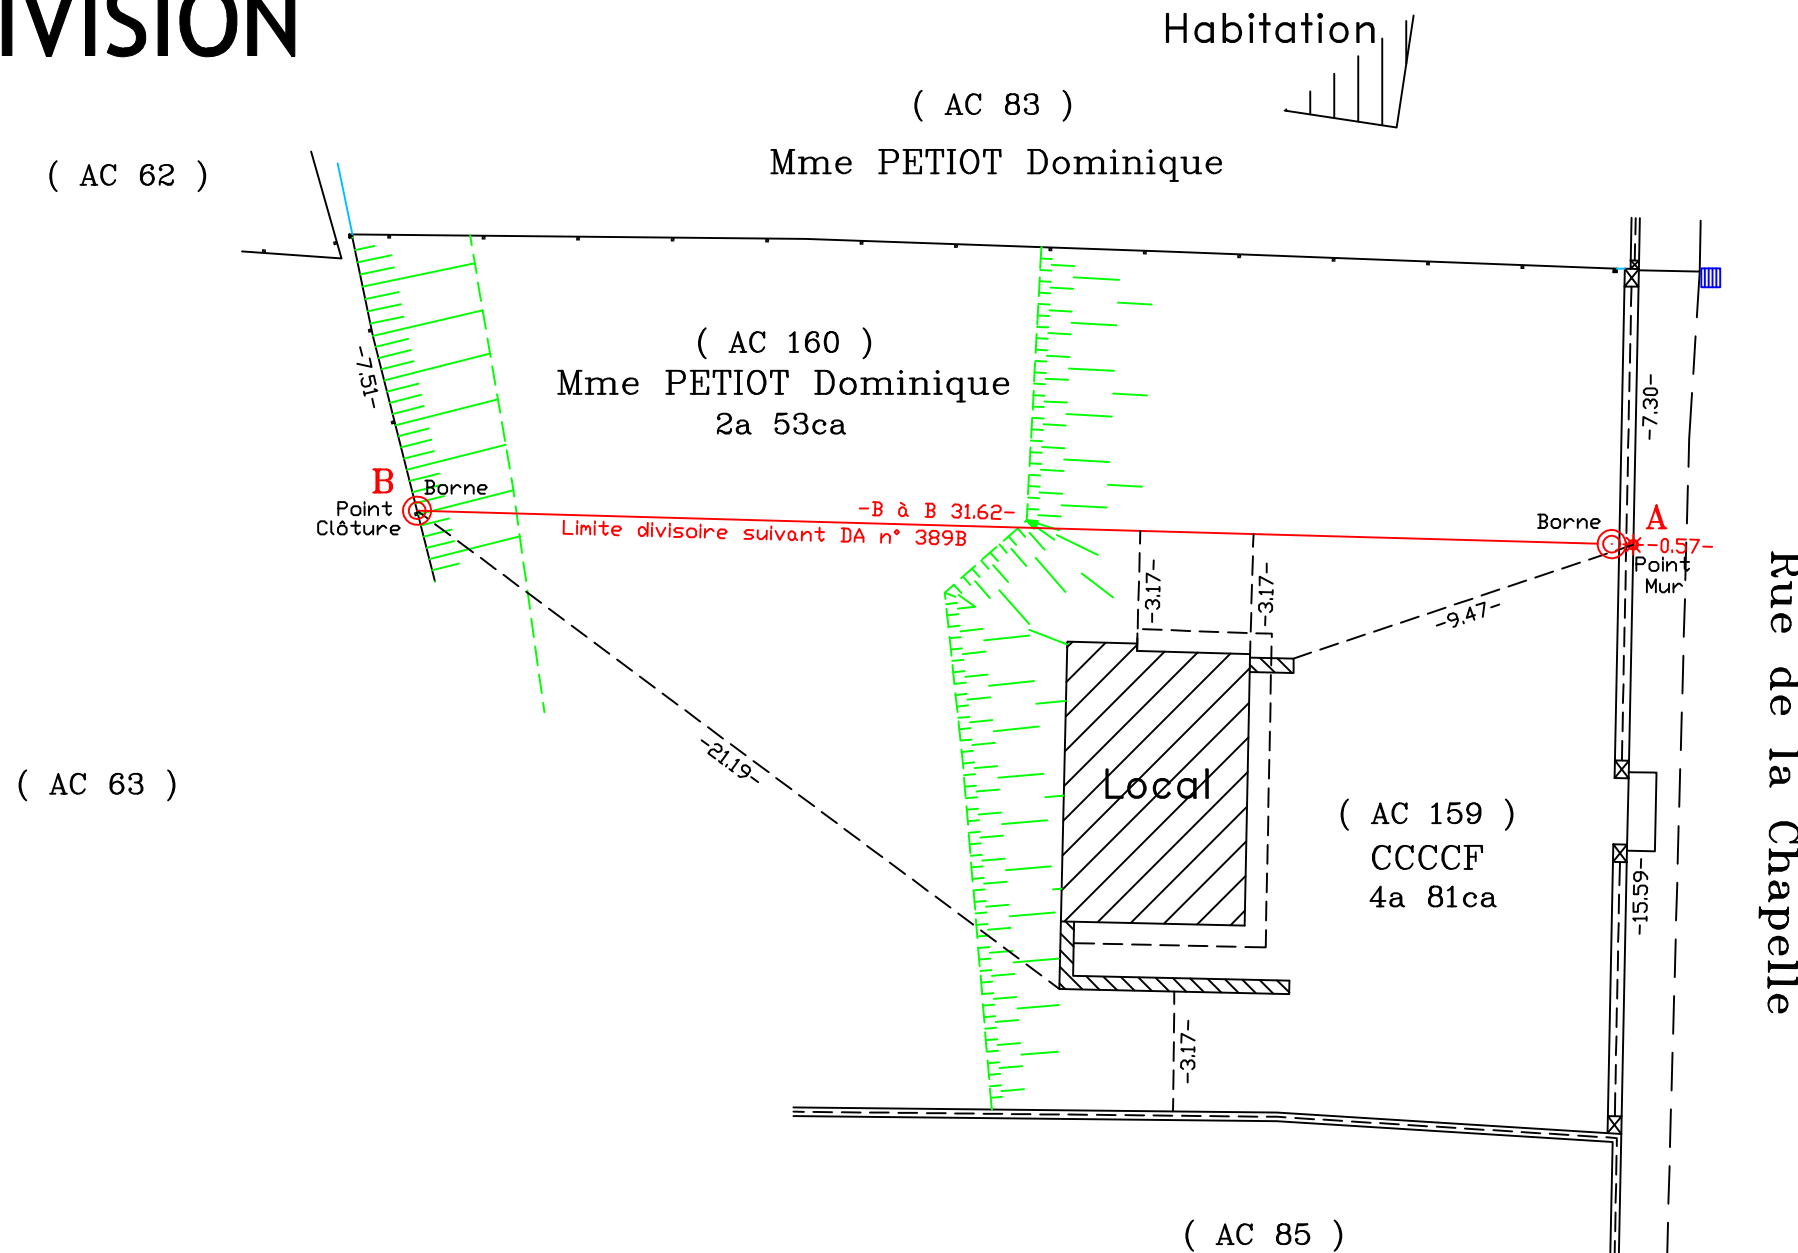 IVISION
Habitation
( AC 83 )
Mme PETIOT Dominique
( AC 62 )
( AC 160 )
Mme PETIOT Dominique
2a 53ca
-7.51-
-7.30-
B
Borne
Point
Clôture
-B à B 31.62-
Limite divisoire suivant DA n° 389B
Borne
A
-0.57-
Point
Mur
-3.17-
-3.17-
-9.47-
Rue de la Chapelle
-21.19-
Local
( AC 63 )
( AC 159 )
CCCCF
4a 81ca
-15.59-
-3.17-
( AC 85 )